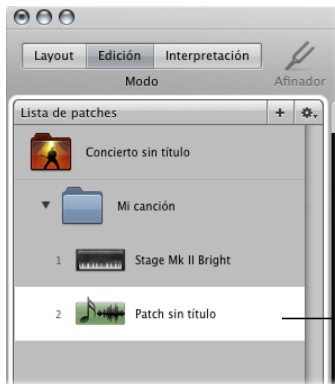 Layout Edición Interpretación
Modo Afinador
Lista de patches
Concierto sin título
Mi canción
1 Stage Mk II Bright
2 Patch sin título